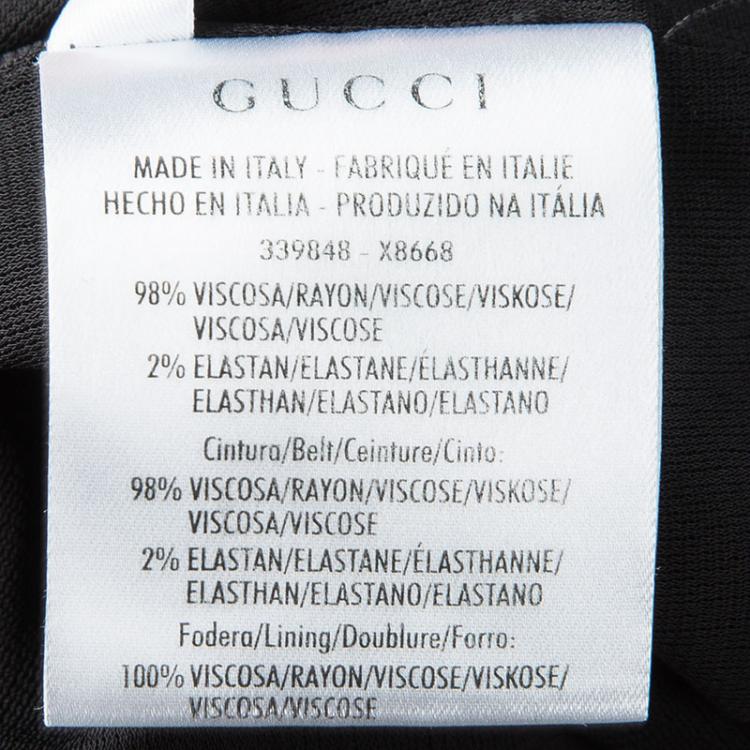 GUCCI
MADE IN ITALY - FABRIQUÉ EN ITALIE
HECHO EN ITALIA - PRODUZIDO NA ITÁLIA
339848 - X8668
98% VISCOSA/RAYON/VISCOSE/VISKOSE/
VISCOSA/VISCOSE
2% ELASTAN/ELASTANE/ÉLASTHANNE/
ELASTHAN/ELASTANO/ELASTANO
Cintura/Belt/Ceinture/Cinto:
98% VISCOSA/RAYON/VISCOSE/VISKOSE/
VISCOSA/VISCOSE
2% ELASTAN/ELASTANE/ÉLASTHANNE/
ELASTHAN/ELASTANO/ELASTANO
Fodera/Lining/Doublure/Forro:
100% VISCOSA/RAYON/VISCOSE/VISKOSE/
VISCOSA/VISCOSE